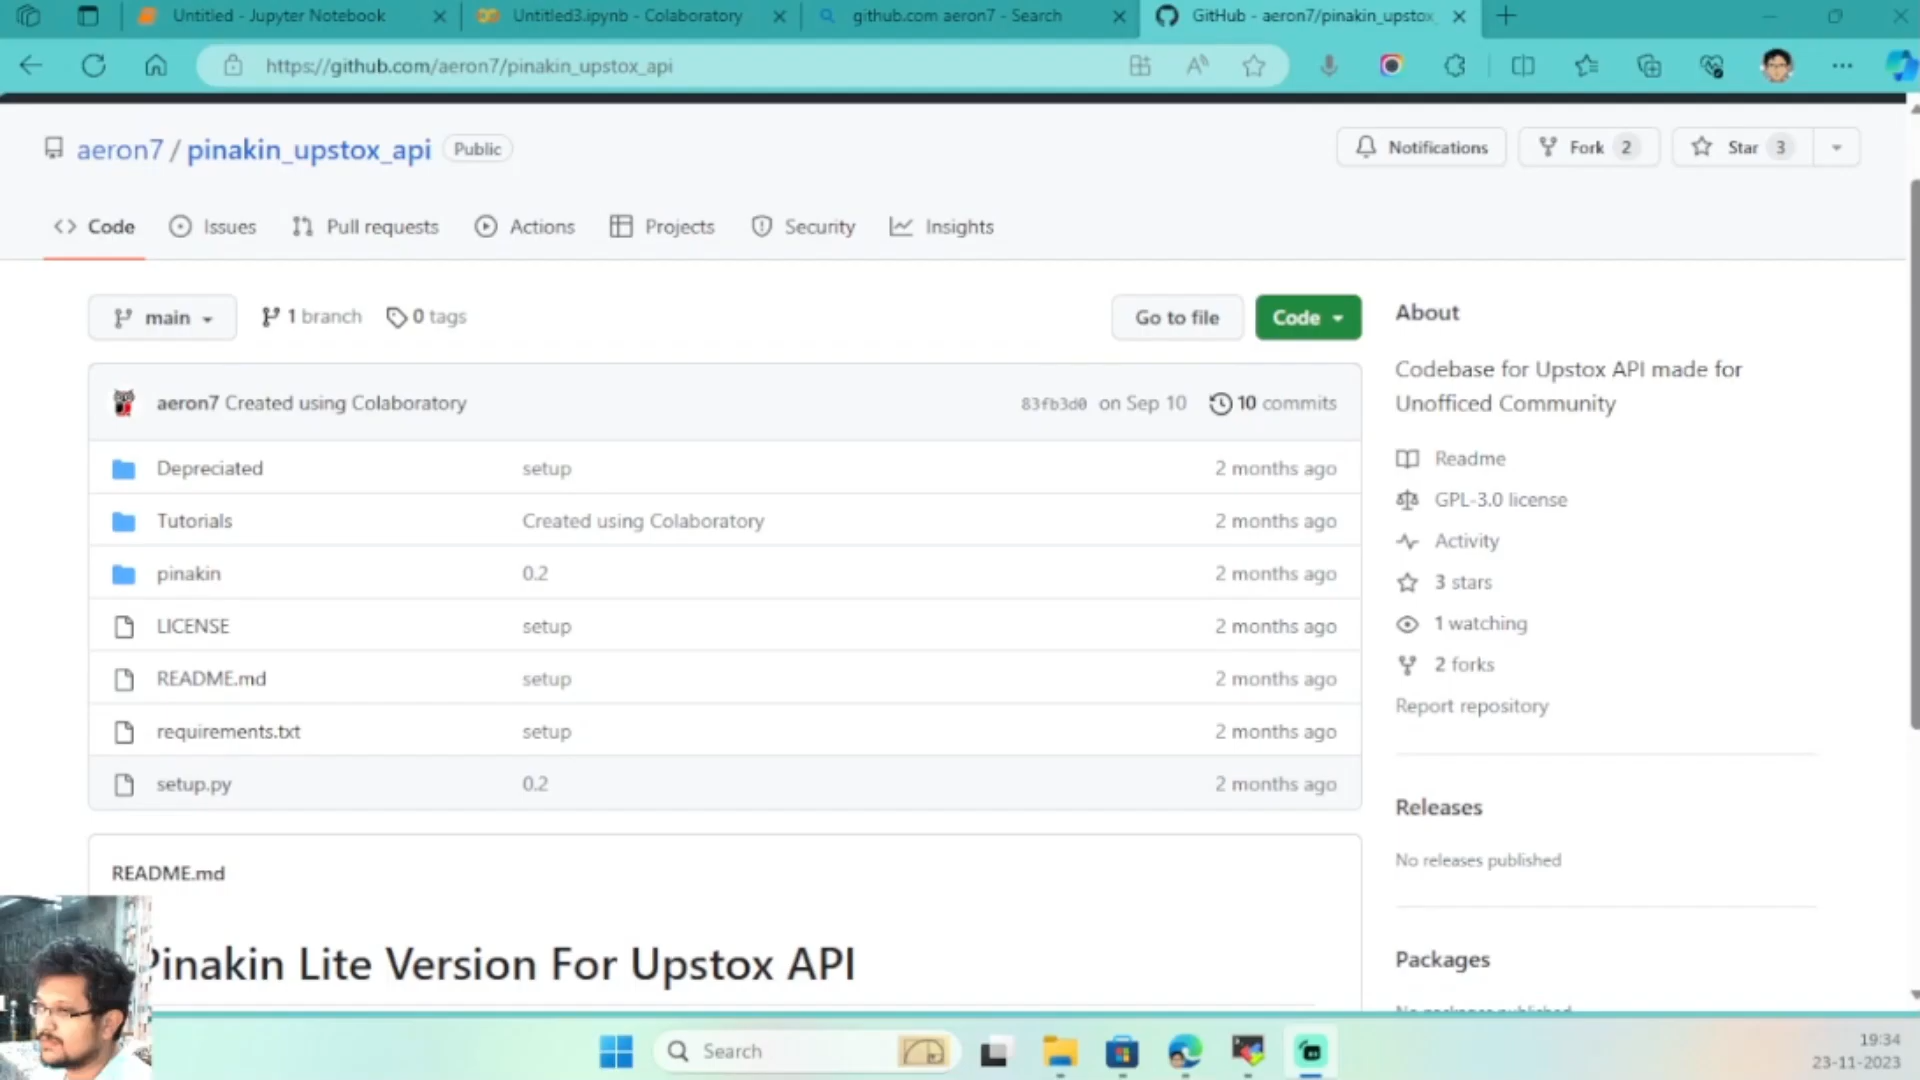 Untitled - Jupyter Notebook
Untitled3.ipynb - Colaboratory
github.com aeron7 - Search
GitHub - aeron7/pinakin_upstox_
https://github.com/aeron7/pinakin_upstox_api
aeron7 / pinakin_upstox_api Public
Notifications
Fork 2
Star 3
Code
Issues
Pull requests
Actions
Projects
Security
Insights
main
1 branch
0 tags
Go to file
Code
aeron7 Created using Colaboratory 83fb3d0 on Sep 10 10 commits
Depreciated setup 2 months ago
Tutorials Created using Colaboratory 2 months ago
pinakin 0.2 2 months ago
LICENSE setup 2 months ago
README.md setup 2 months ago
requirements.txt setup 2 months ago
setup.py 0.2 2 months ago
README.md
Pinakin Lite Version For Upstox API
About
Codebase for Upstox API made for
Unofficed Community
Readme
GPL-3.0 license
Activity
3 stars
1 watching
2 forks
Report repository
Releases
No releases published
Packages
No packages published
Search
19:34
23-11-2023